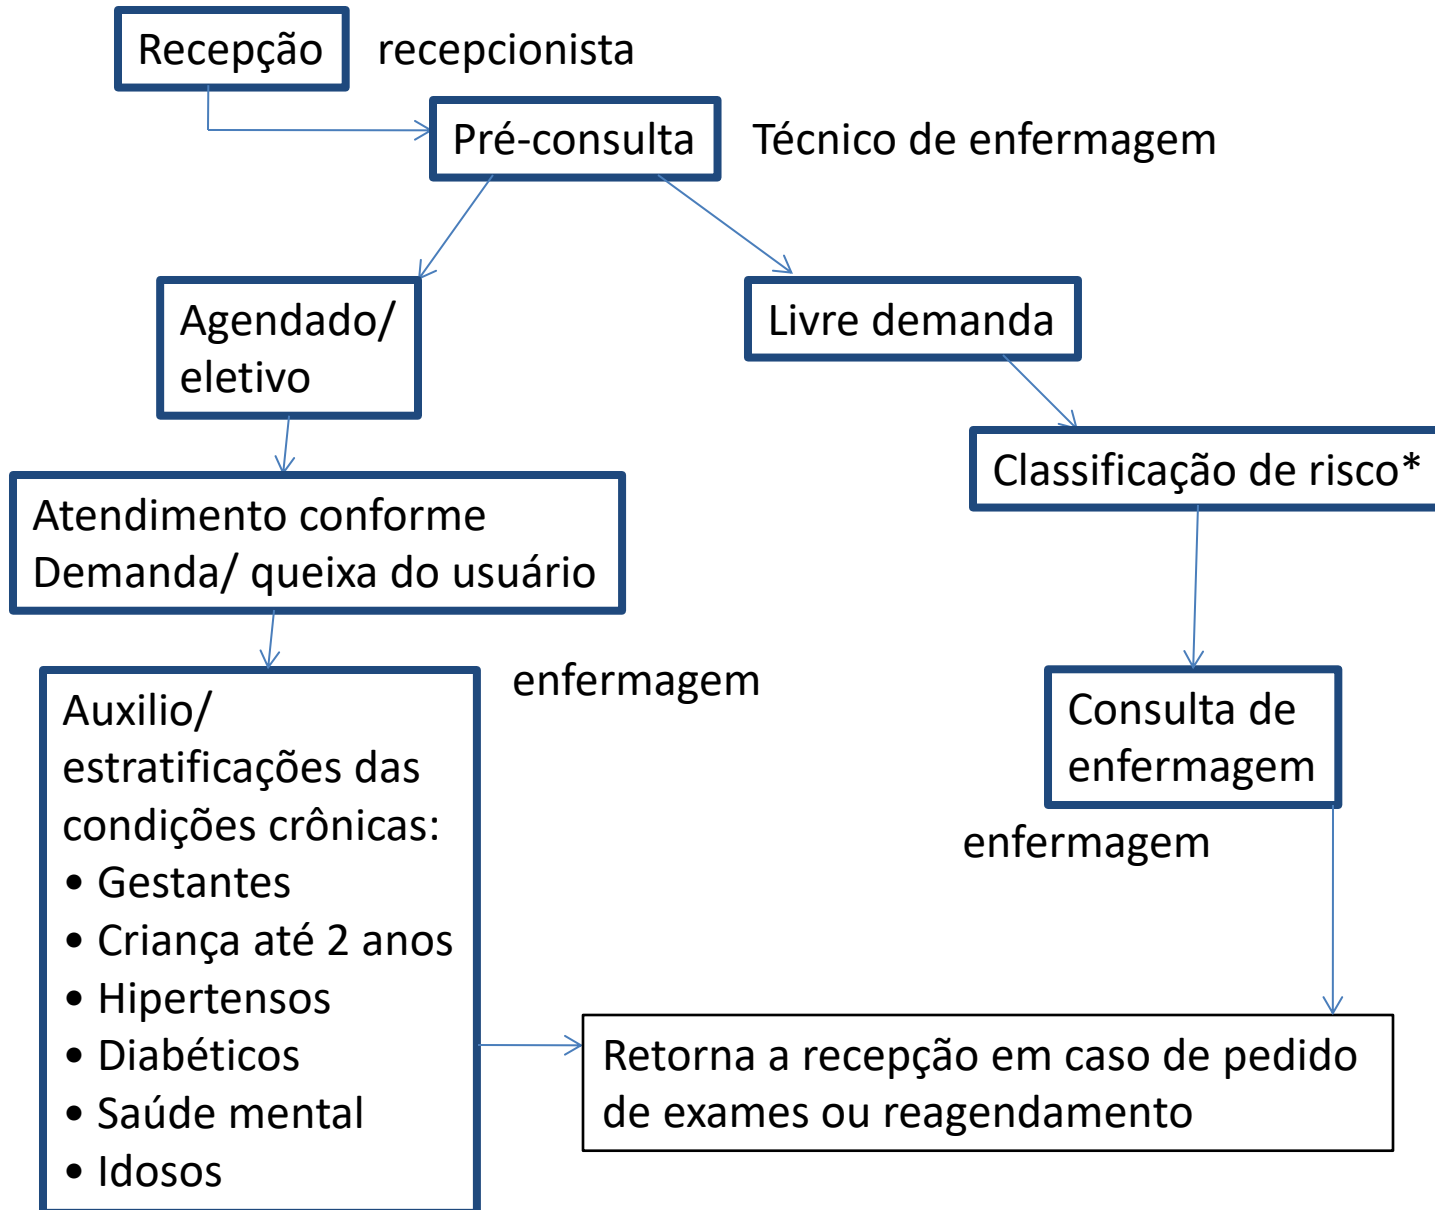 Recepção
recepcionista
Pré-consulta
Técnico de enfermagem
Agendado/
eletivo
Livre demanda
Classificação de risco*
Atendimento conforme
Demanda/ queixa do usuário
enfermagem
Auxilio/
estratificações das
condições crônicas:
• Gestantes
• Criança até 2 anos
• Hipertensos
• Diabéticos
• Saúde mental
• Idosos
Consulta de
enfermagem
enfermagem
Retorna a recepção em caso de pedido
de exames ou reagendamento